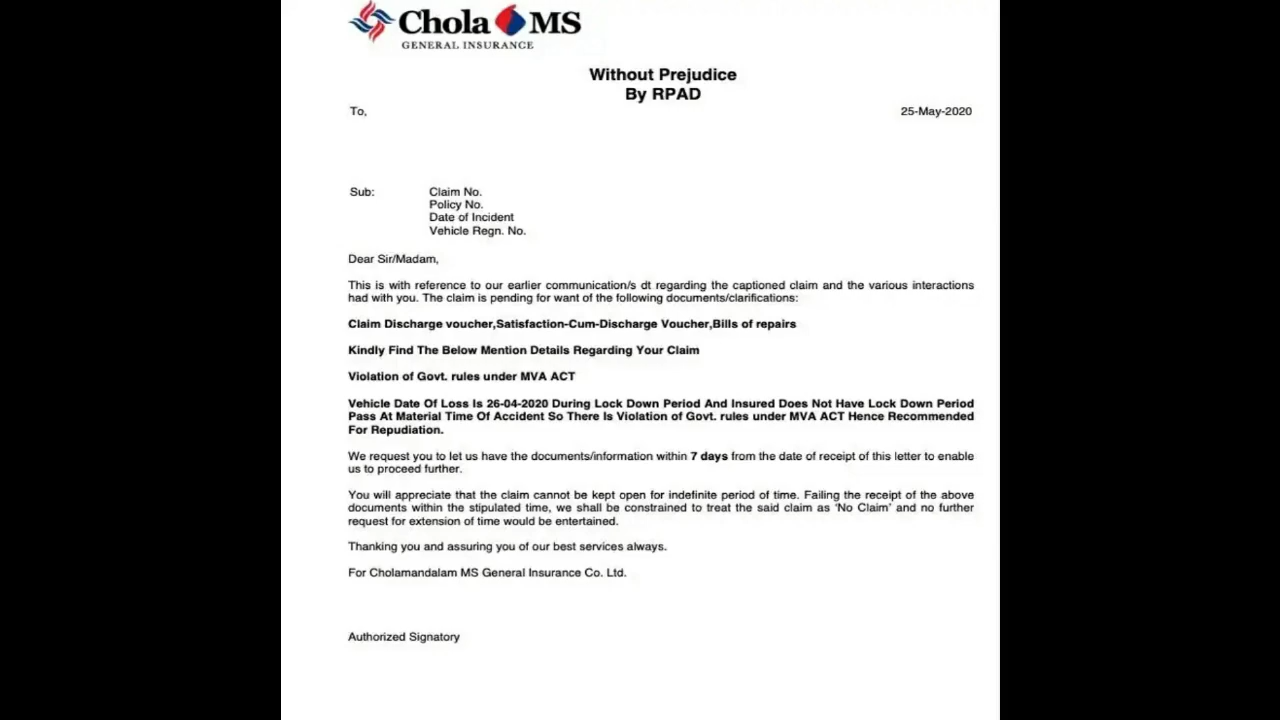 Chola MS
GENERAL INSURANCE
Without Prejudice
By RPAD
To,
25-May-2020
Sub:
Claim No.
Policy No.
Date of Incident
Vehicle Regn. No.
Dear Sir/Madam,
This is with reference to our earlier communication/s dt regarding the captioned claim and the various interactions
had with you. The claim is pending for want of the following documents/clarifications:
Claim Discharge voucher,Satisfaction-Cum-Discharge Voucher,Bills of repairs
Kindly Find The Below Mention Details Regarding Your Claim
Violation of Govt. rules under MVA ACT
Vehicle Date Of Loss Is 26-04-2020 During Lock Down Period And Insured Does Not Have Lock Down Period
Pass At Material Time Of Accident So There Is Violation of Govt. rules under MVA ACT Hence Recommended
For Repudiation.
We request you to let us have the documents/information within 7 days from the date of receipt of this letter to enable
us to proceed further.
You will appreciate that the claim cannot be kept open for indefinite period of time. Failing the receipt of the above
documents within the stipulated time, we shall be constrained to treat the said claim as ‘No Claim’ and no further
request for extension of time would be entertained.
Thanking you and assuring you of our best services always.
For Cholamandalam MS General Insurance Co. Ltd.
Authorized Signatory